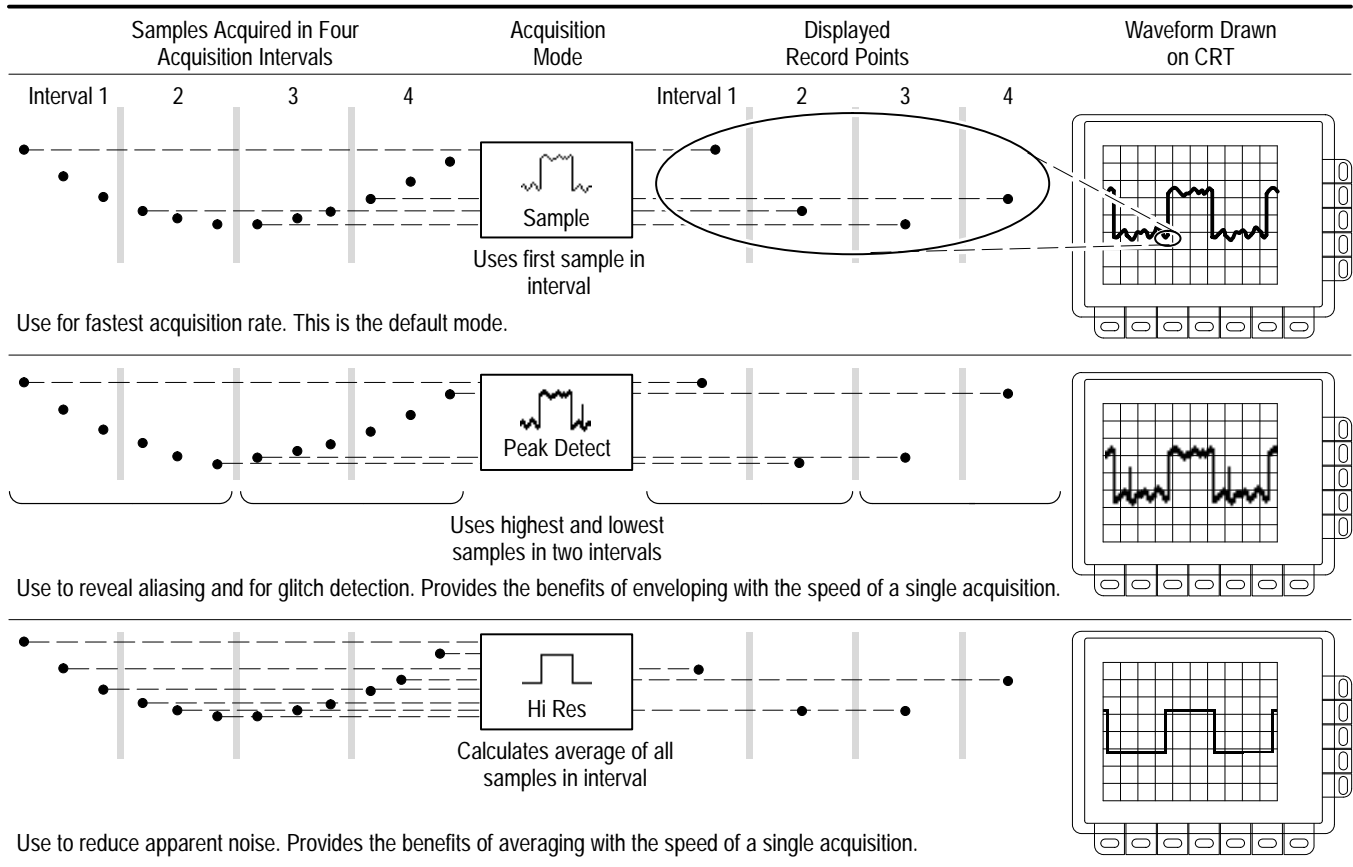 Samples Acquired in Four
Acquisition Intervals
Acquisition
Mode
Displayed
Record Points
Waveform Drawn
on CRT
Interval 1 2 3 4
Interval 1 2 3 4
Sample
Uses first sample in
interval
Use for fastest acquisition rate. This is the default mode.
Peak Detect
Uses highest and lowest
samples in two intervals
Use to reveal aliasing and for glitch detection. Provides the benefits of enveloping with the speed of a single acquisition.
Hi Res
Calculates average of all
samples in interval
Use to reduce apparent noise. Provides the benefits of averaging with the speed of a single acquisition.